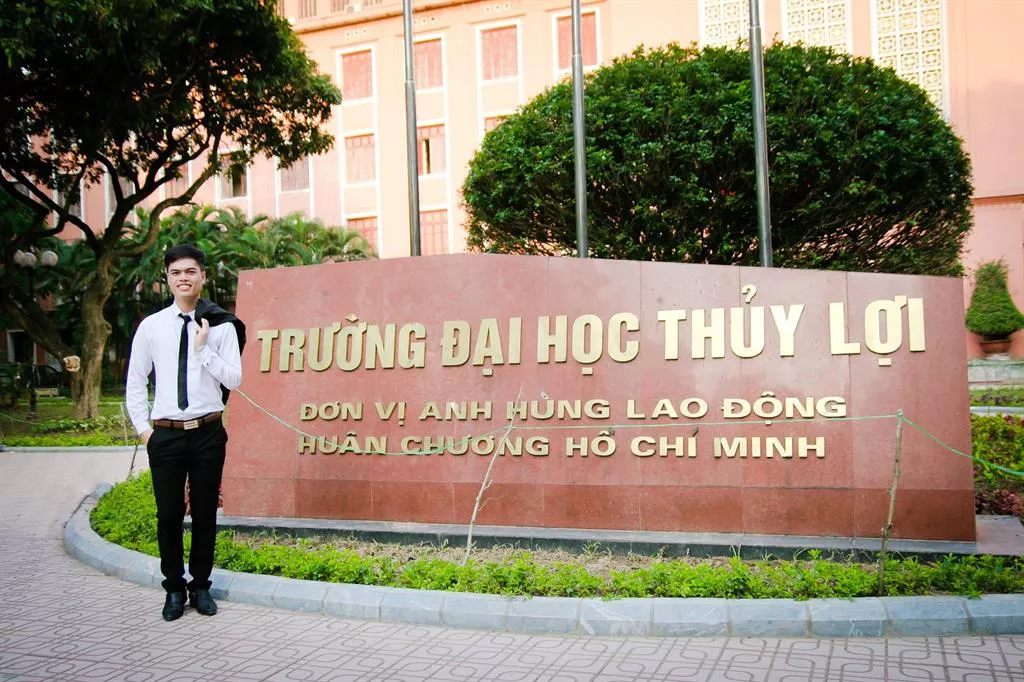 TRƯỜNG ĐẠI HỌC THỦY LỢI
ĐƠN VỊ ANH HÙNG LAO ĐỘNG
HUÂN CHƯƠNG HỒ CHÍ MINH